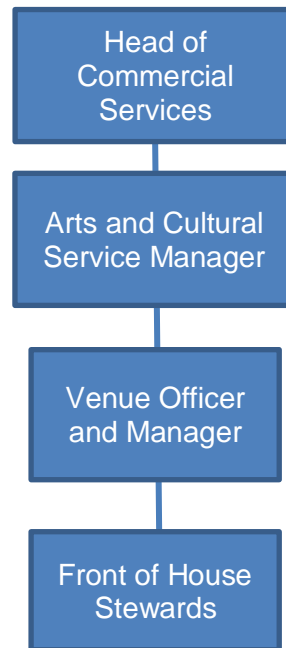 Head of
Commercial
Services
Arts and Cultural
Service Manager
Venue Officer
and Manager
Front of House
Stewards